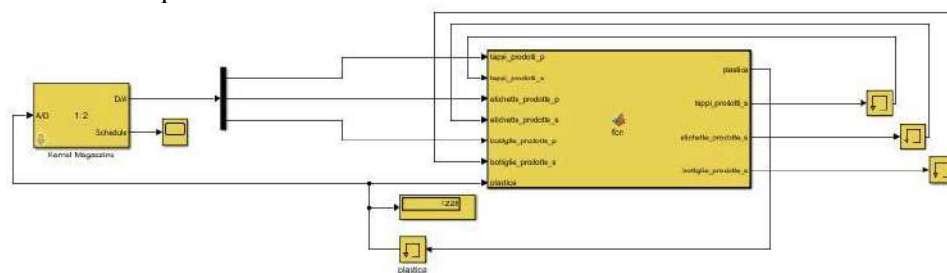 A/D
1:2
D/A
Schedule
Kernel Magazzino
tappi_prodotti_p
tappi_prodotti_s
etichette_prodotte_p
etichette_prodotte_s
bottiglie_prodotte_p
bottiglie_prodotte_s
plastica
fcn
plastica
tappi_prodotti_s
etichette_prodotte_s
bottiglie_prodotte_s
plastica